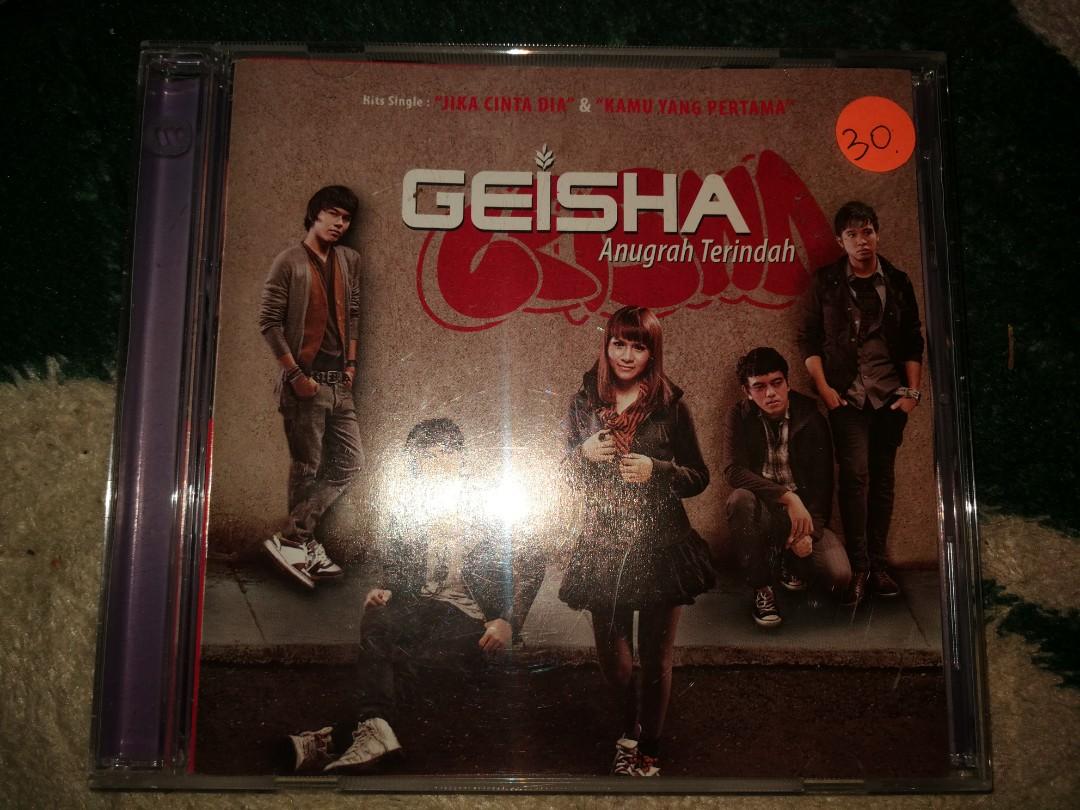 Hits Single : "JIKA CINTA DIA" & "KAMU YANG PERTAMA"
30.
GEISHA
Anugrah Terindah